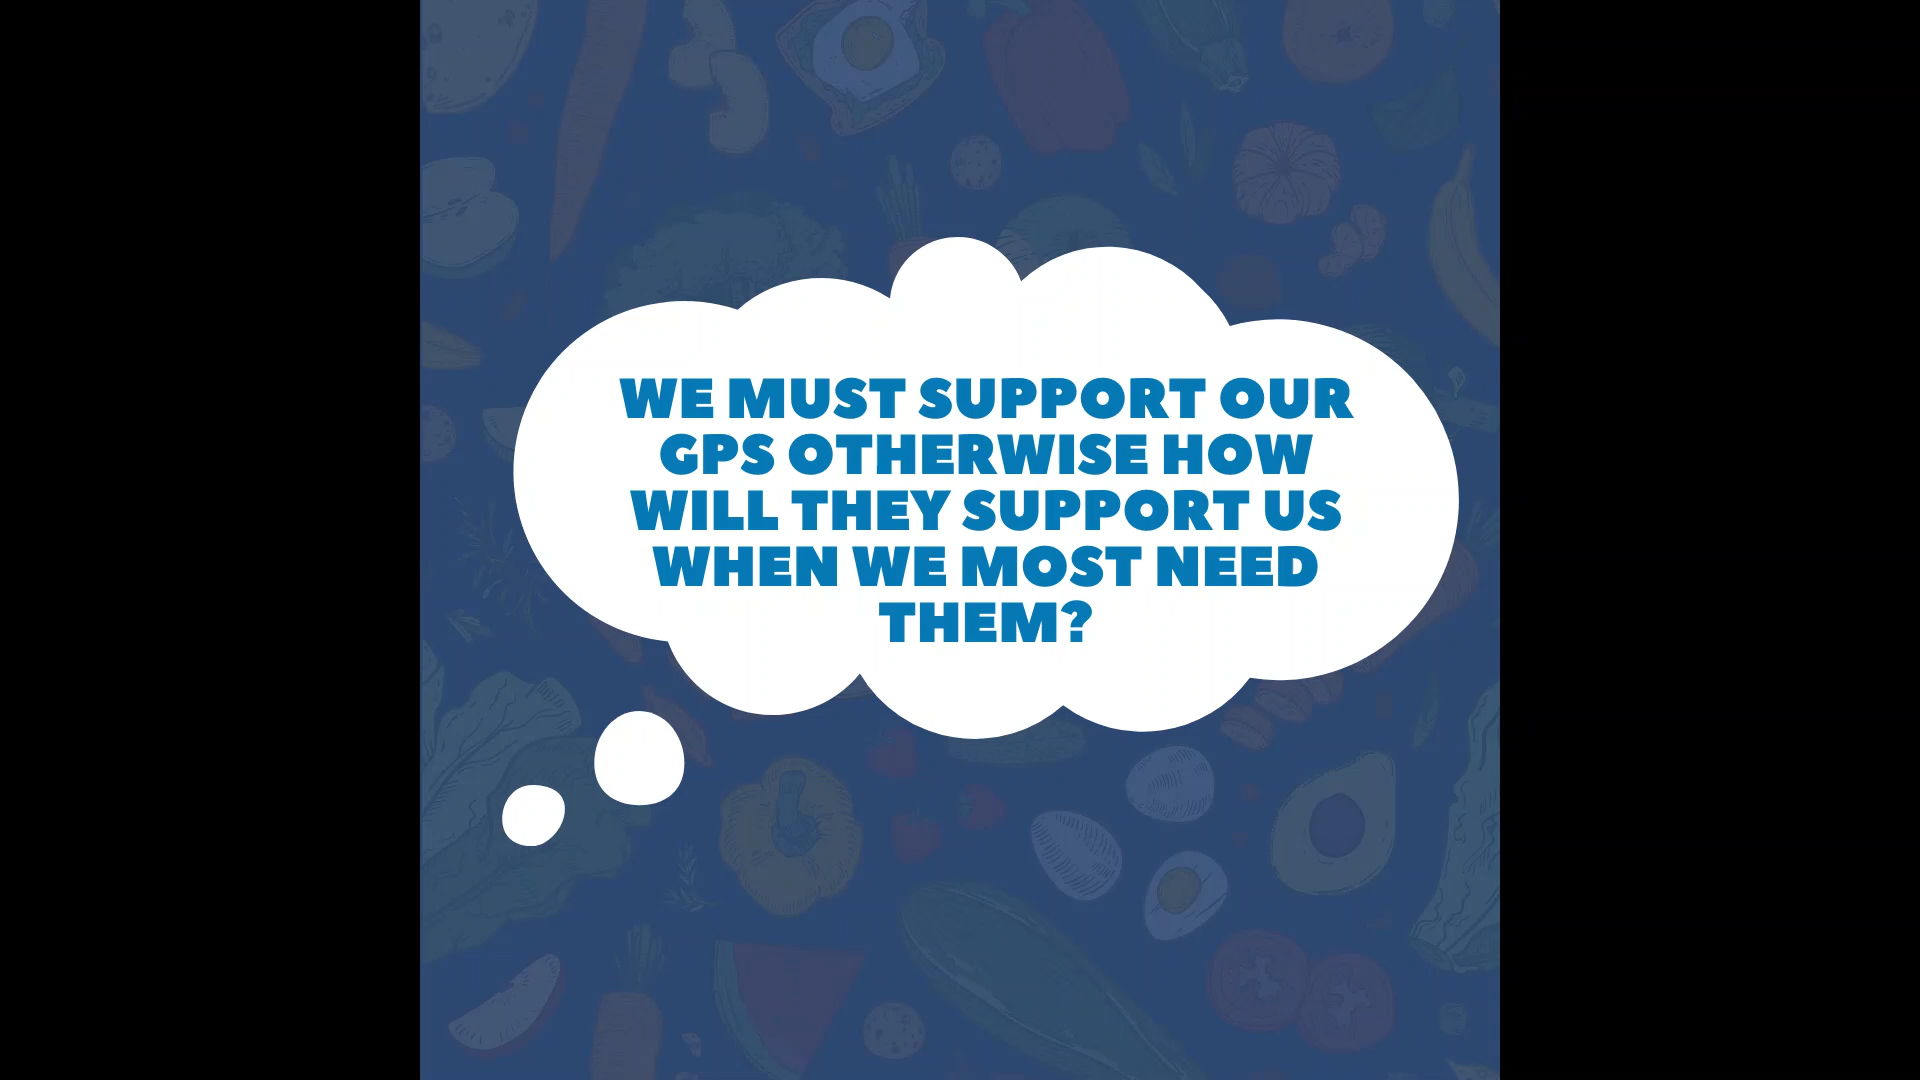 WE MUST SUPPORT OUR
GPS OTHERWISE HOW
WILL THEY SUPPORT US
WHEN WE MOST NEED
THEM?